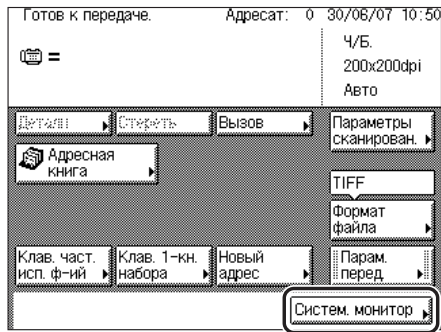 Готов к передаче. Адресат: 0 30/06/07 10:50
=
Ч/Б.
200x200dpi
Авто
Детали Стереть Вызов Параметры
сканирован.
Адресная
книга
TIFF
Формат
файла
Клав. част. Клав. 1-кн. Новый Парам.
исп. ф-ий набора адрес перед.
Систем. монитор